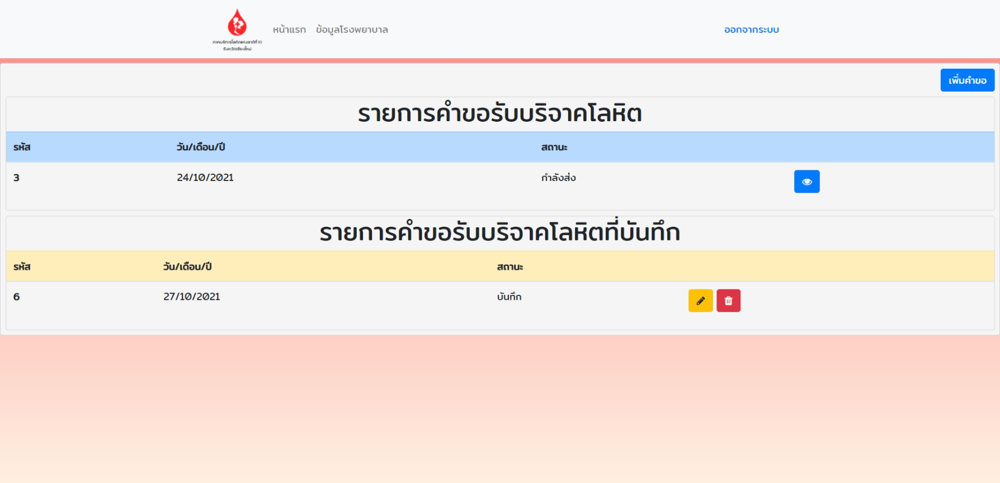 ภาคบริการโลหิตแห่งชาติที่ 10
จังหวัดเชียงใหม่
หน้าแรก ข้อมูลโรงพยาบาล ออกจากระบบ
เพิ่มคำขอ
รายการคำขอรับบริจาคโลหิต
รหัส วัน/เดือน/ปี สถานะ
3 24/10/2021 กำลังส่ง
รายการคำขอรับบริจาคโลหิตที่บันทึก
รหัส วัน/เดือน/ปี สถานะ
6 27/10/2021 บันทึก